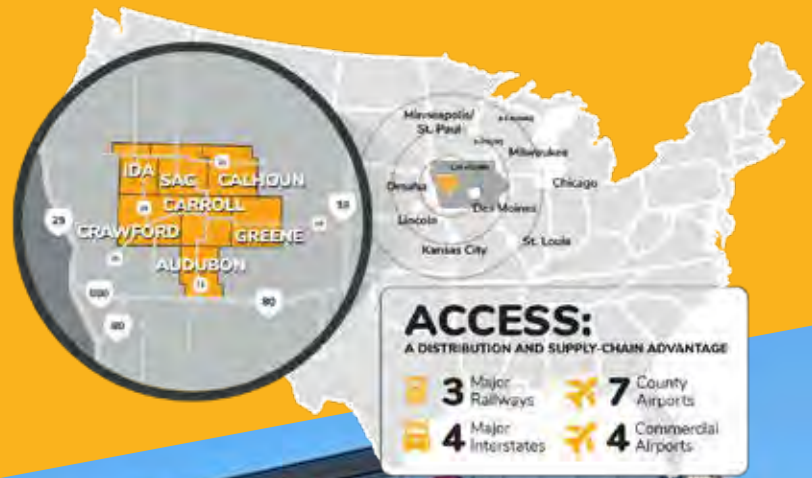 IDA
SAC
CALHOUN
CARROLL
CRAWFORD
GREENE
AUDUBON
29
80
80
Minneapolis/
St. Paul
Milwaukee
Chicago
Omaha
Des Moines
Lincoln
Kansas City
St. Louis
ACCESS:
A DISTRIBUTION AND SUPPLY-CHAIN ADVANTAGE
3 Major Railways
7 County Airports
4 Major Interstates
4 Commercial Airports